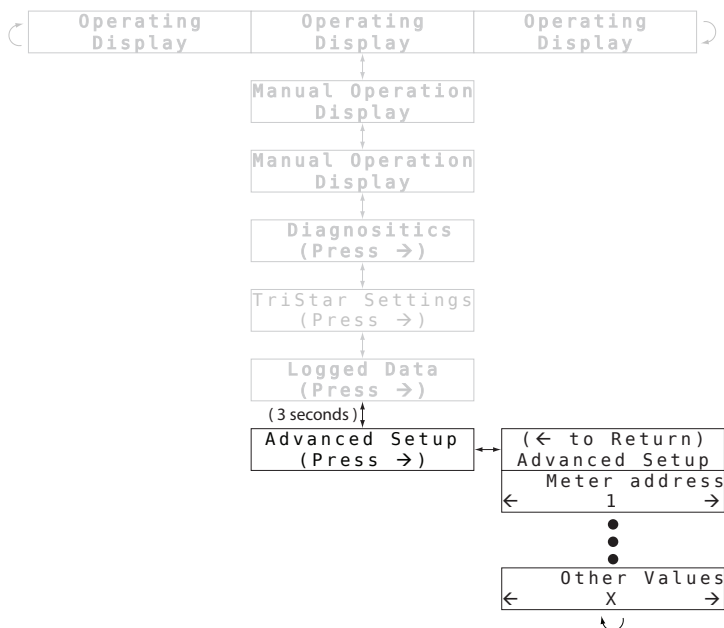 Operating Operating Operating
Display Display Display
Manual Operation
Display
Manual Operation
Display
Diagnositics
(Press →)
TriStar Settings
(Press →)
Logged Data
(Press →)
(3 seconds)
Advanced Setup
(Press →)
(← to Return)
Advanced Setup
Meter address
← 1 →
Other Values
← X →